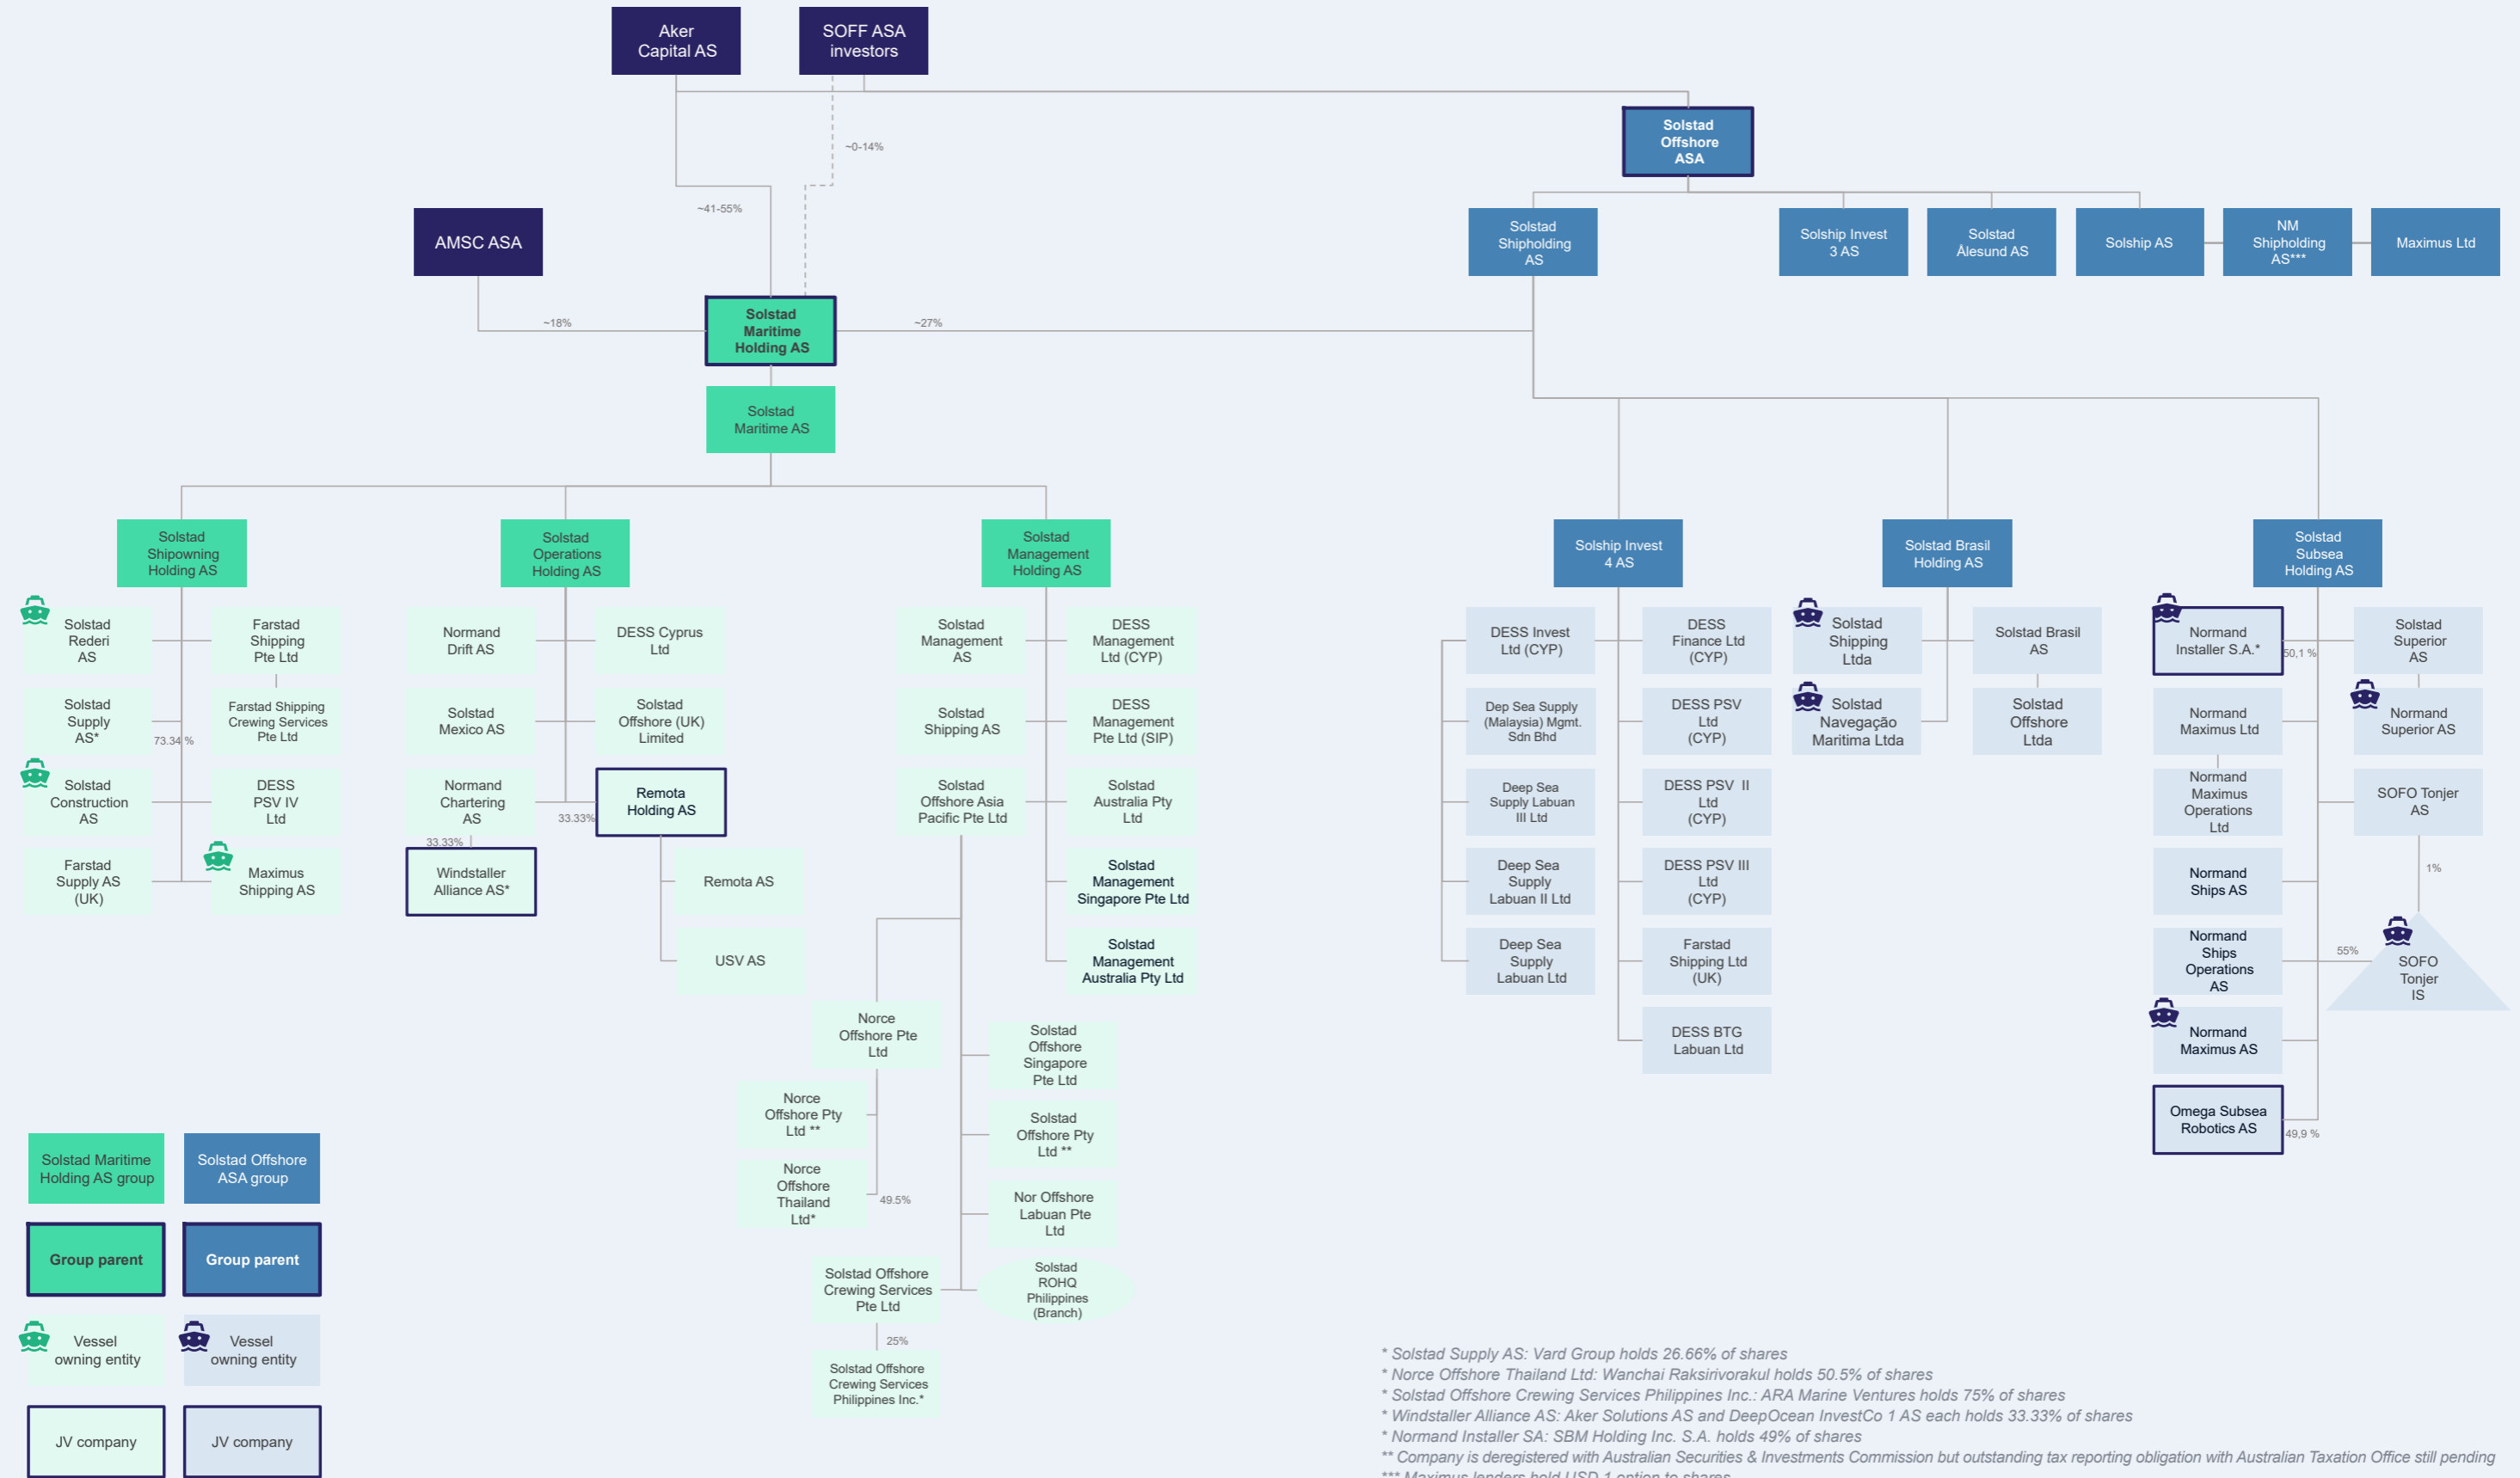 Aker
Capital AS
SOFF ASA
investors
Solstad
Offshore
ASA
~0-14%
~41-55%
AMSC ASA
Solstad
Shipholding
AS
Solship Invest
3 AS
Solstad
Ålesund AS
Solship AS
NM
Shipholding
AS***
Maximus Ltd
Solstad
Maritime
Holding AS
~18%
~27%
Solstad
Maritime AS
Solstad
Shipowning
Holding AS
Solstad
Operations
Holding AS
Solstad
Management
Holding AS
Solship Invest
4 AS
Solstad Brasil
Holding AS
Solstad
Subsea
Holding AS
Solstad
Rederi
AS
Farstad
Shipping
Pte Ltd
Solstad
Supply
AS*
73.34 %
Farstad Shipping
Crewing Services
Pte Ltd
Solstad
Construction
AS
DESS
PSV IV
Ltd
Farstad
Supply AS
(UK)
Maximus
Shipping AS
Normand
Drift AS
DESS Cyprus
Ltd
Solstad
Mexico AS
Solstad
Offshore (UK)
Limited
Normand
Chartering
AS
33.33%
Remota
Holding AS
33.33%
Windstaller
Alliance AS*
Remota AS
USV AS
Solstad
Management
AS
DESS
Management
Ltd (CYP)
Solstad
Shipping AS
DESS
Management
Pte Ltd (SIP)
Solstad
Offshore Asia
Pacific Pte Ltd
Solstad
Australia Pty
Ltd
Solstad
Management
Singapore Pte Ltd
Solstad
Management
Australia Pty Ltd
Norce
Offshore Pte
Ltd
Solstad
Offshore
Singapore
Pte Ltd
Norce
Offshore Pty
Ltd **
Solstad
Offshore Pty
Ltd **
Norce
Offshore
Thailand
Ltd*
49.5%
Nor Offshore
Labuan Pte
Ltd
Solstad Offshore
Crewing Services
Pte Ltd
Solstad
ROHQ
Philippines
(Branch)
25%
Solstad Offshore
Crewing Services
Philippines Inc.*
DESS Invest
Ltd (CYP)
DESS
Finance Ltd
(CYP)
Dep Sea Supply
(Malaysia) Mgmt.
Sdn Bhd
DESS PSV
Ltd
(CYP)
Deep Sea
Supply Labuan
III Ltd
DESS PSV  II
Ltd
(CYP)
Deep Sea
Supply
Labuan II Ltd
DESS PSV III
Ltd
(CYP)
Deep Sea
Supply
Labuan Ltd
Farstad
Shipping Ltd
(UK)
DESS BTG
Labuan Ltd
Solstad
Shipping
Ltda
Solstad Brasil
AS
Solstad
Navegação
Maritima Ltda
Solstad
Offshore
Ltda
Normand
Installer S.A.*
50,1 %
Solstad
Superior
AS
Normand
Maximus Ltd
Normand
Superior AS
Normand
Maximus
Operations
Ltd
SOFO Tonjer
AS
Normand
Ships AS
1%
Normand
Ships
Operations
AS
55%
SOFO
Tonjer
IS
Normand
Maximus AS
Omega Subsea
Robotics AS
49,9 %
Solstad Maritime
Holding AS group
Solstad Offshore
ASA group
Group parent
Group parent
Vessel
owning entity
Vessel
owning entity
JV company
JV company
* Solstad Supply AS: Vard Group holds 26.66% of shares
* Norce Offshore Thailand Ltd: Wanchai Raksirivorakul holds 50.5% of shares
* Solstad Offshore Crewing Services Philippines Inc.: ARA Marine Ventures holds 75% of shares
* Windstaller Alliance AS: Aker Solutions AS and DeepOcean InvestCo 1 AS each holds 33.33% of shares
* Normand Installer SA: SBM Holding Inc. S.A. holds 49% of shares
** Company is deregistered with Australian Securities & Investments Commission but outstanding tax reporting obligation with Australian Taxation Office still pending
*** Maximus lenders hold USD 1 option to shares